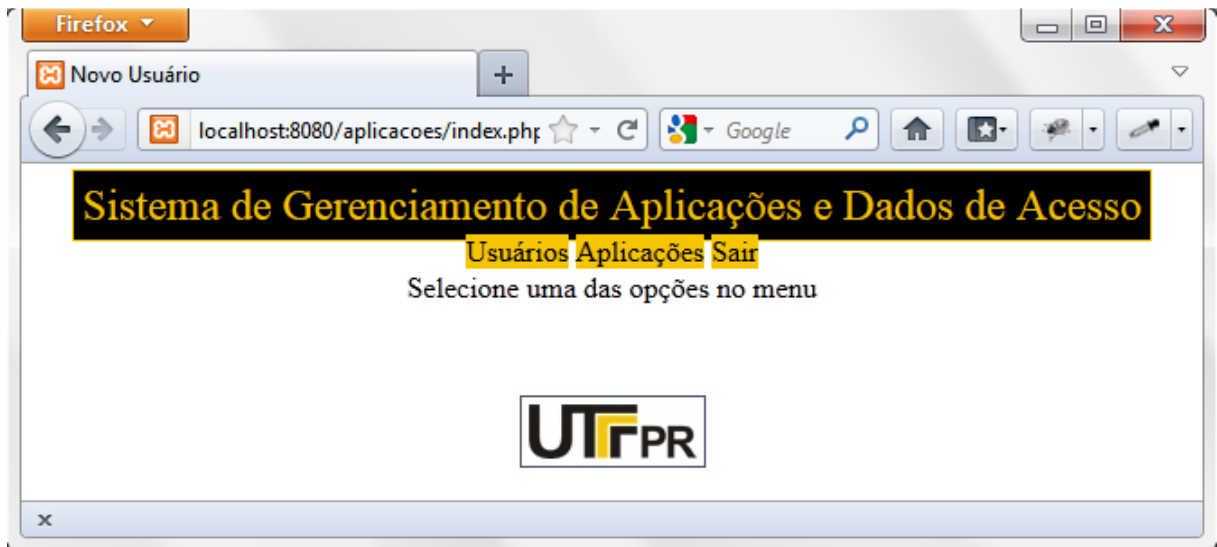 Firefox
Novo Usuário
localhost:8080/aplicacoes/index.php Google
Sistema de Gerenciamento de Aplicações e Dados de Acesso
Usuários Aplicações Sair
Selecione uma das opções no menu
UTFPR